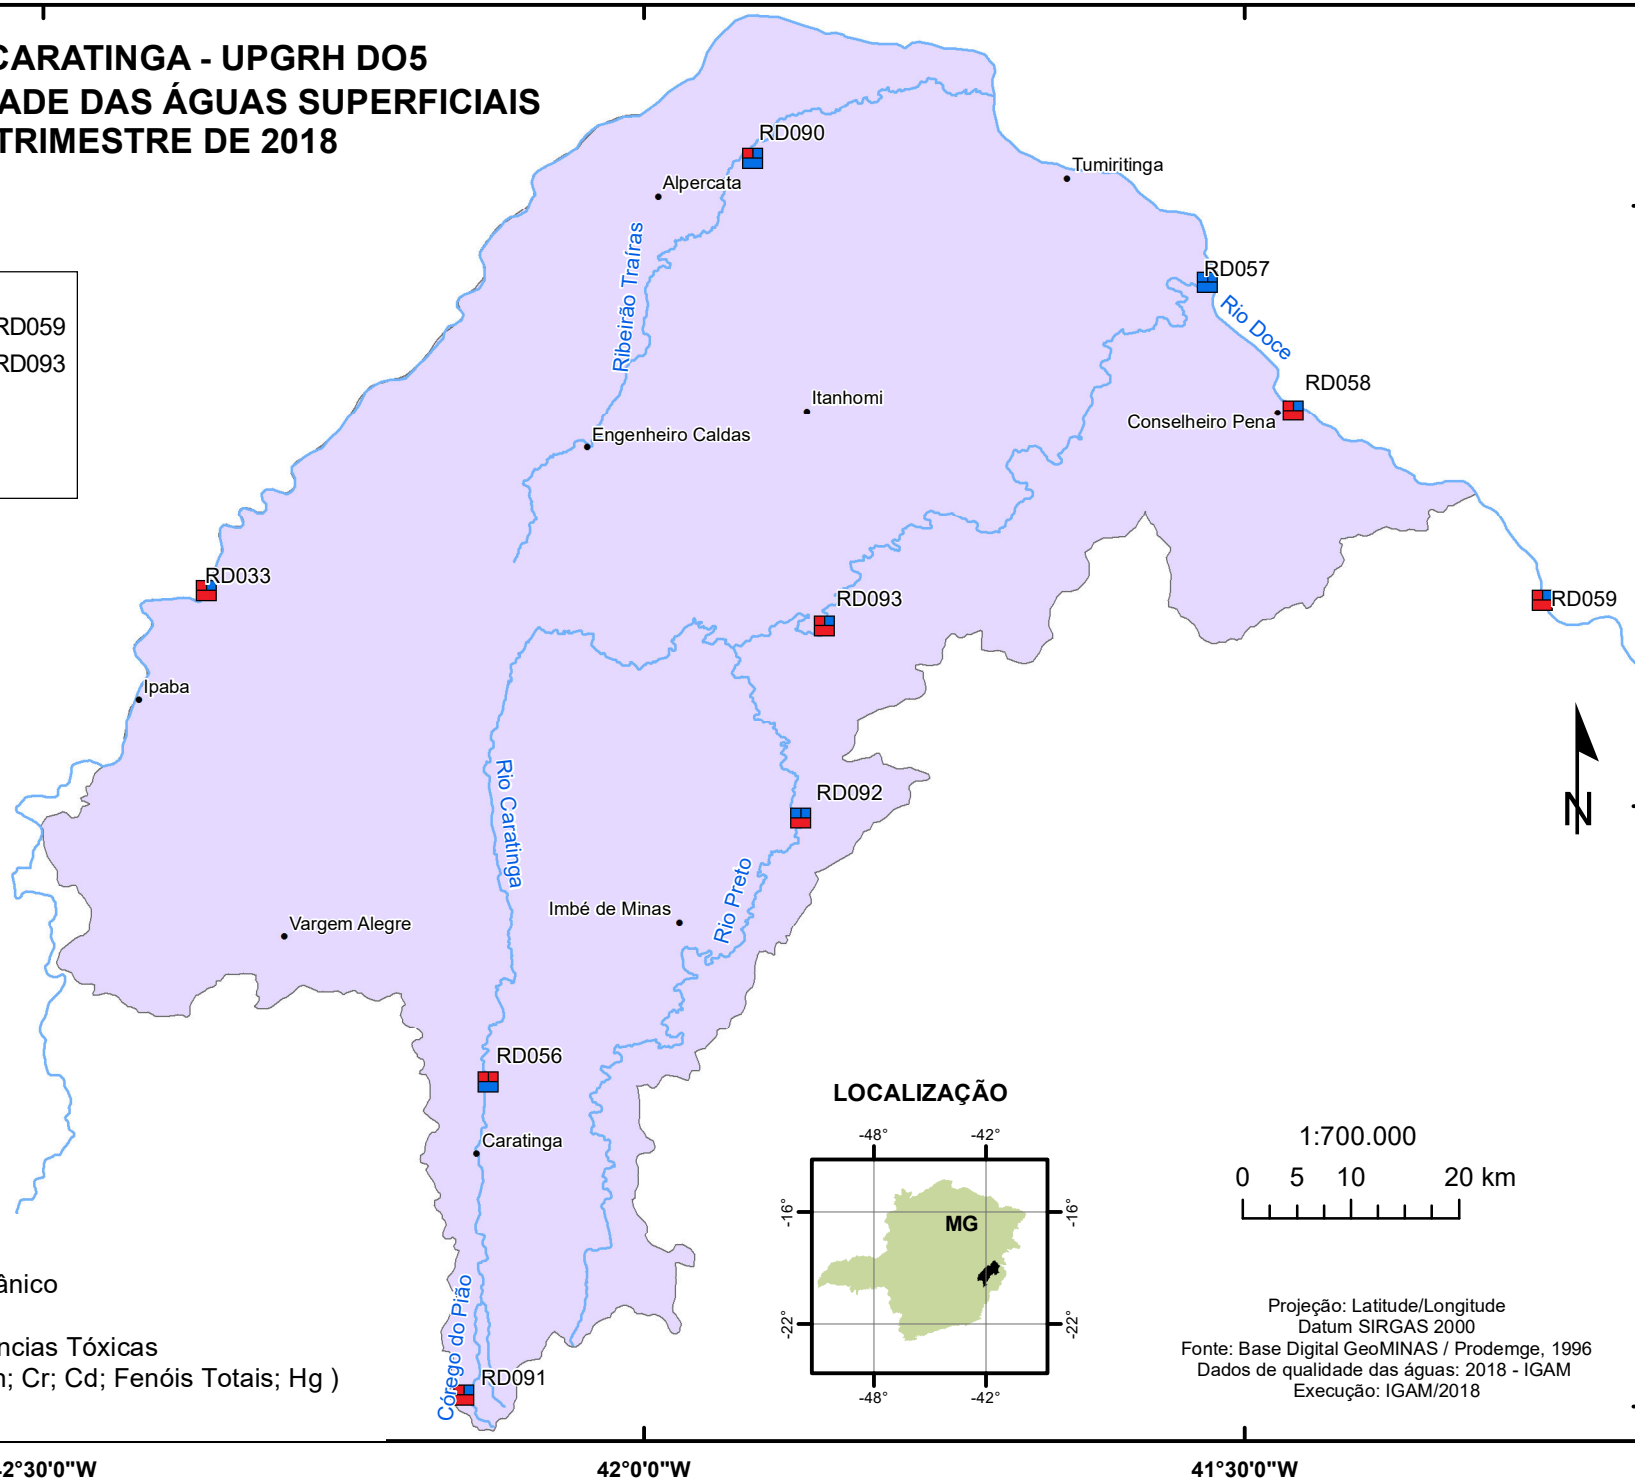 CARATINGA - UPGRH DO5
ADE DAS ÁGUAS SUPERFICIAIS
TRIMESTRE DE 2018
RD090
Tumiritinga
Alpercata
Ribeirão Traíras
RD057
Rio Doce
RD059
RD093
RD058
Itanhomi
Conselheiro Pena
Engenheiro Caldas
RD033
RD093
RD059
Ipaba
N
Rio Caratinga
RD092
Rio Preto
Imbé de Minas
Vargem Alegre
RD056
Caratinga
LOCALIZAÇÃO
-48° -42°
-16° -16°
MG
-22° -22°
-48° -42°
1:700.000
0 5 10 20 km
ânico
ncias Tóxicas
; Cr; Cd; Fenóis Totais; Hg )
Córrego do Pião
RD091
Projeção: Latitude/Longitude
Datum SIRGAS 2000
Fonte: Base Digital GeoMINAS / Prodemge, 1996
Dados de qualidade das águas: 2018 - IGAM
Execução: IGAM/2018
2°30'0"W 42°0'0"W 41°30'0"W